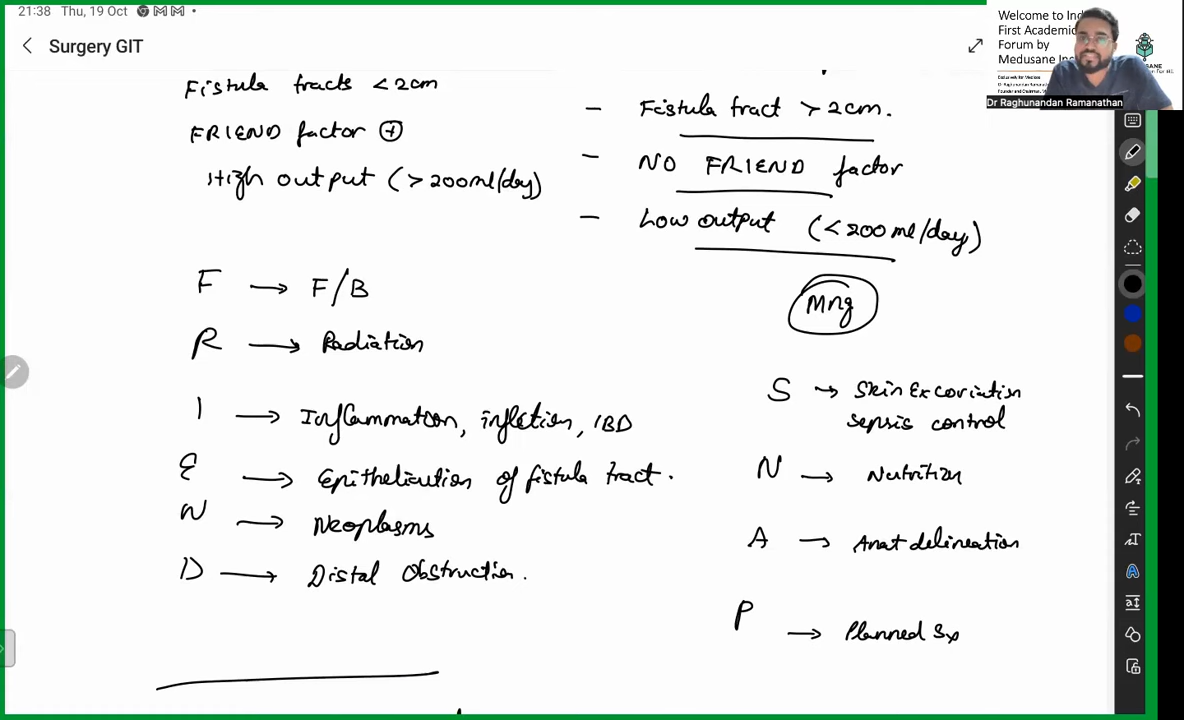 21:38 Thu, 19 Oct
Surgery GIT
Welcome to Ind
First Academic
Forum by
Medusane Inc
Dr Raghunandan Ramanathan
Fistula tracts < 2cm
FRIEND factor ⊕
High output (> 200ml/day)
F → F/B
R → Radiation
I → Inflammation, infection, IBD
E → Epithelization of fistula tract.
N → Neoplasms
D → Distal Obstruction.
- Fistula tract > 2cm.
- NO FRIEND factor
- Low output (< 200 ml/day)
Mng
S → Skin Excoriation
sepsis control
N → Nutrition
A → Anat delineation
P → Planned Sx